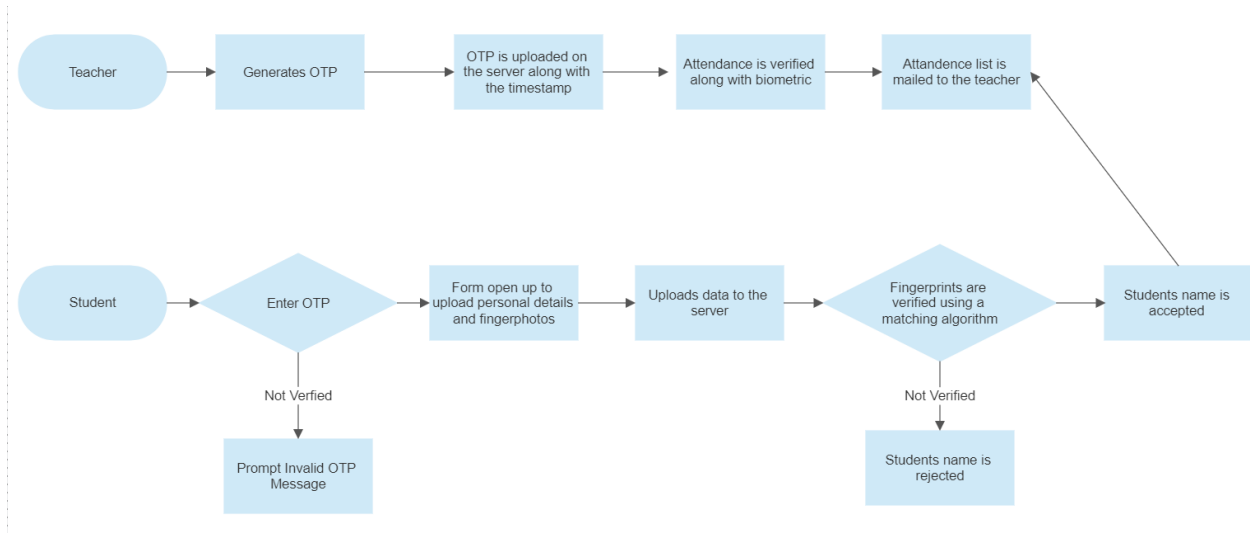 Teacher
Generates OTP
OTP is uploaded on
the server along with
the timestamp
Attendance is verified
along with biometric
Attandence list is
mailed to the teacher
Student
Enter OTP
Form open up to
upload personal details
and fingerphotos
Uploads data to the
server
Fingerprints are
verified using a
matching algorithm
Students name is
accepted
Not Verfied
Not Verified
Prompt Invalid OTP
Message
Students name is
rejected